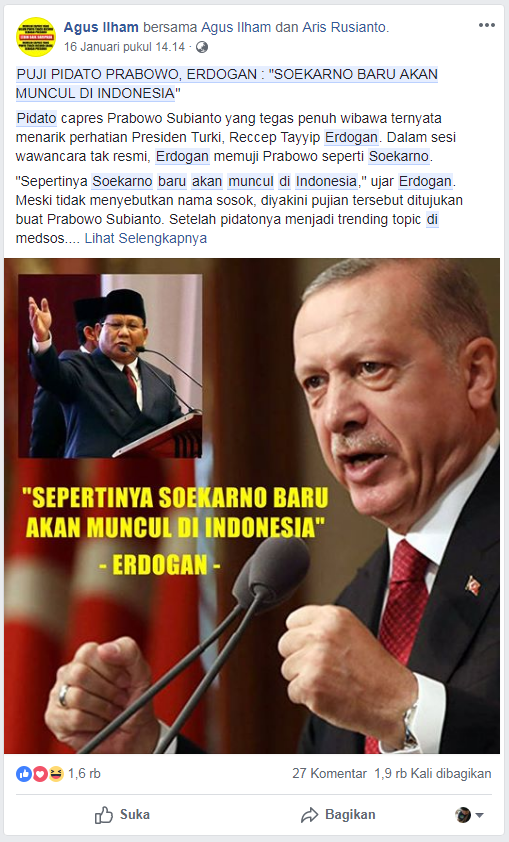 Agus Ilham bersama Agus Ilham dan Aris Rusianto.
16 Januari pukul 14.14 ·
PUJI PIDATO PRABOWO, ERDOGAN : "SOEKARNO BARU AKAN
MUNCUL DI INDONESIA"
Pidato capres Prabowo Subianto yang tegas penuh wibawa ternyata
menarik perhatian Presiden Turki, Reccep Tayyip Erdogan. Dalam sesi
wawancara tak resmi, Erdogan memuji Prabowo seperti Soekarno.
"Sepertinya Soekarno baru akan muncul di Indonesia," ujar Erdogan.
Meski tidak menyebutkan nama sosok, diyakini pujian tersebut ditujukan
buat Prabowo Subianto. Setelah pidatonya menjadi trending topic di
medsos.... Lihat Selengkapnya
"SEPERTINYA SOEKARNO BARU
AKAN MUNCUL DI INDONESIA"
- ERDOGAN -
1,6 rb
27 Komentar 1,9 rb Kali dibagikan
Suka
Bagikan